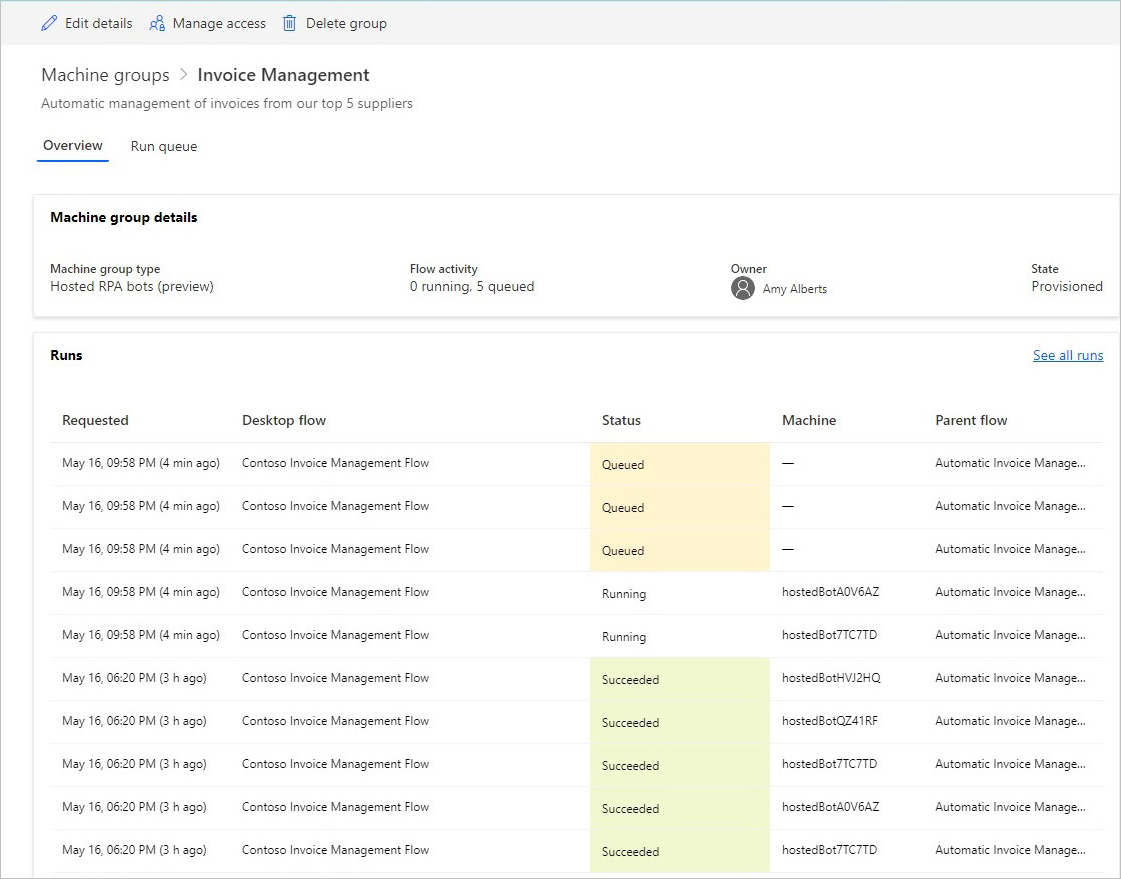 Edit details Manage access Delete group
Machine groups > Invoice Management
Automatic management of invoices from our top 5 suppliers
Overview Run queue
Machine group details
Machine group type Flow activity Owner State
Hosted RPA bots (preview) 0 running, 5 queued Amy Alberts Provisioned
Runs See all runs
Requested Desktop flow Status Machine Parent flow
May 16, 09:58 PM (4 min ago) Contoso Invoice Management Flow Queued — Automatic Invoice Manage...
May 16, 09:58 PM (4 min ago) Contoso Invoice Management Flow Queued — Automatic Invoice Manage...
May 16, 09:58 PM (4 min ago) Contoso Invoice Management Flow Queued — Automatic Invoice Manage...
May 16, 09:58 PM (4 min ago) Contoso Invoice Management Flow Running hostedBotA0V6AZ Automatic Invoice Manage...
May 16, 09:58 PM (4 min ago) Contoso Invoice Management Flow Running hostedBot7TC7TD Automatic Invoice Manage...
May 16, 06:20 PM (3 h ago) Contoso Invoice Management Flow Succeeded hostedBotHVJ2HQ Automatic Invoice Manage...
May 16, 06:20 PM (3 h ago) Contoso Invoice Management Flow Succeeded hostedBotQZ41RF Automatic Invoice Manage...
May 16, 06:20 PM (3 h ago) Contoso Invoice Management Flow Succeeded hostedBot7TC7TD Automatic Invoice Manage...
May 16, 06:20 PM (3 h ago) Contoso Invoice Management Flow Succeeded hostedBotA0V6AZ Automatic Invoice Manage...
May 16, 06:20 PM (3 h ago) Contoso Invoice Management Flow Succeeded hostedBot7TC7TD Automatic Invoice Manage...